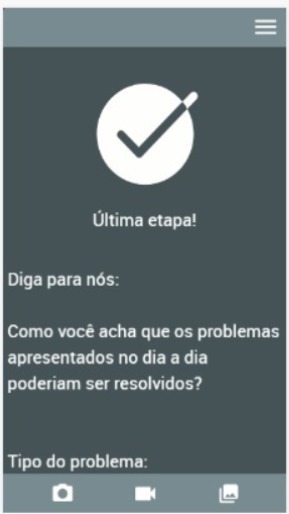 Última etapa!
Diga para nós:
Como você acha que os problemas
apresentados no dia a dia
poderiam ser resolvidos?
Tipo do problema: